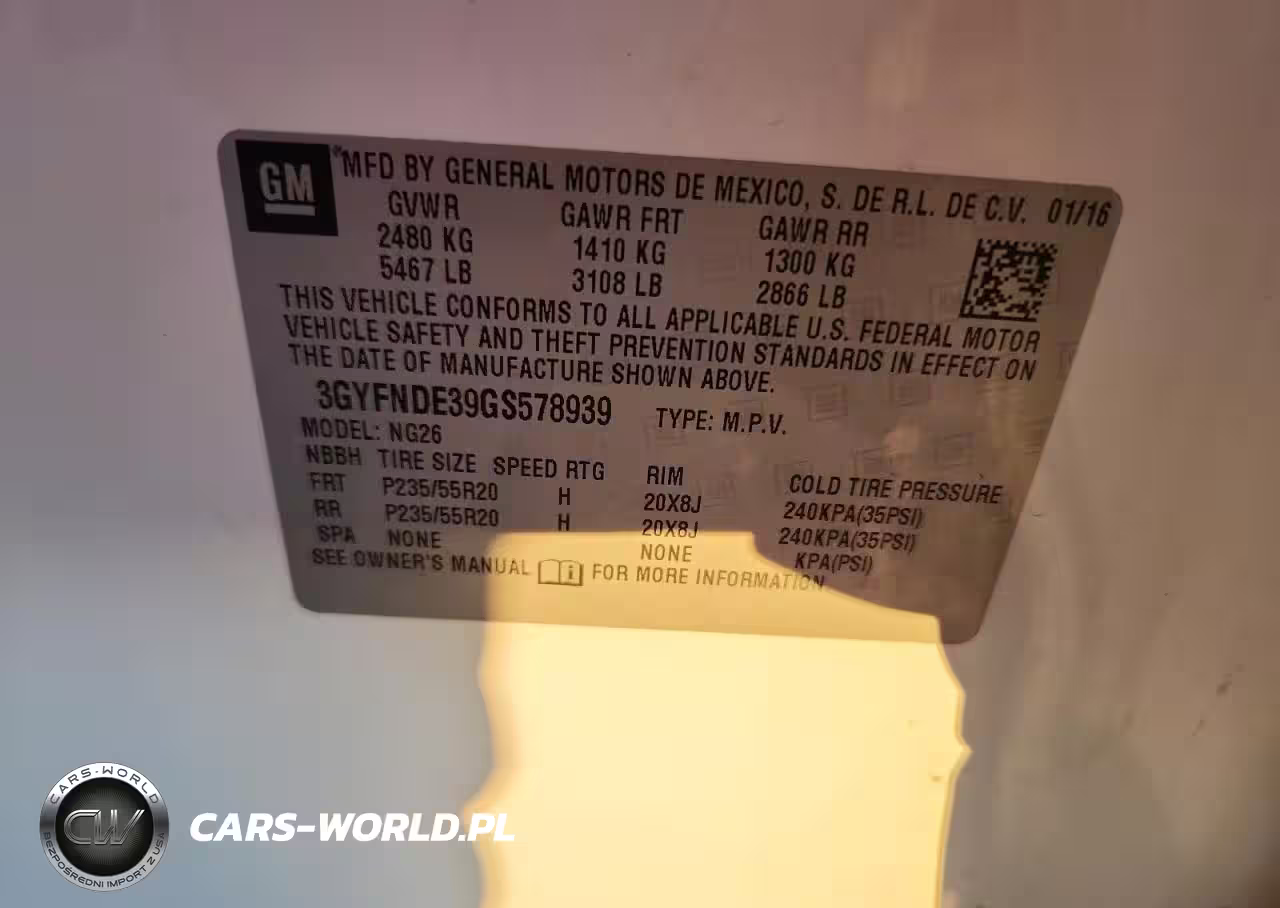 GM
®MFD BY GENERAL MOTORS DE MEXICO, S. DE R.L. DE C.V. 01/16
GVWR GAWR FRT GAWR RR
2480 KG 1410 KG 1300 KG
5467 LB 3108 LB 2866 LB
THIS VEHICLE CONFORMS TO ALL APPLICABLE U.S. FEDERAL MOTOR
VEHICLE SAFETY AND THEFT PREVENTION STANDARDS IN EFFECT ON
THE DATE OF MANUFACTURE SHOWN ABOVE.
3GYFNDE39GS578939 TYPE: M.P.V.
MODEL: NG26
NBBH TIRE SIZE SPEED RTG RIM COLD TIRE PRESSURE
FRT P235/55R20 H 20X8J 240KPA(35PSI)
RR P235/55R20 H 20X8J 240KPA(35PSI)
SPA NONE NONE KPA(PSI)
SEE OWNER'S MANUAL FOR MORE INFORMATION
CARS-WORLD
CW
BEZPOŚREDNI IMPORT Z USA
CARS-WORLD.PL